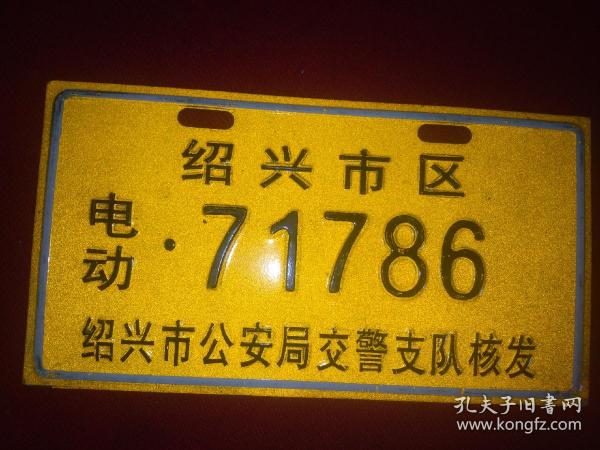 绍兴市区
电动·71786
绍兴市公安局交警支队核发
孔夫子旧书网
www.kongfz.com